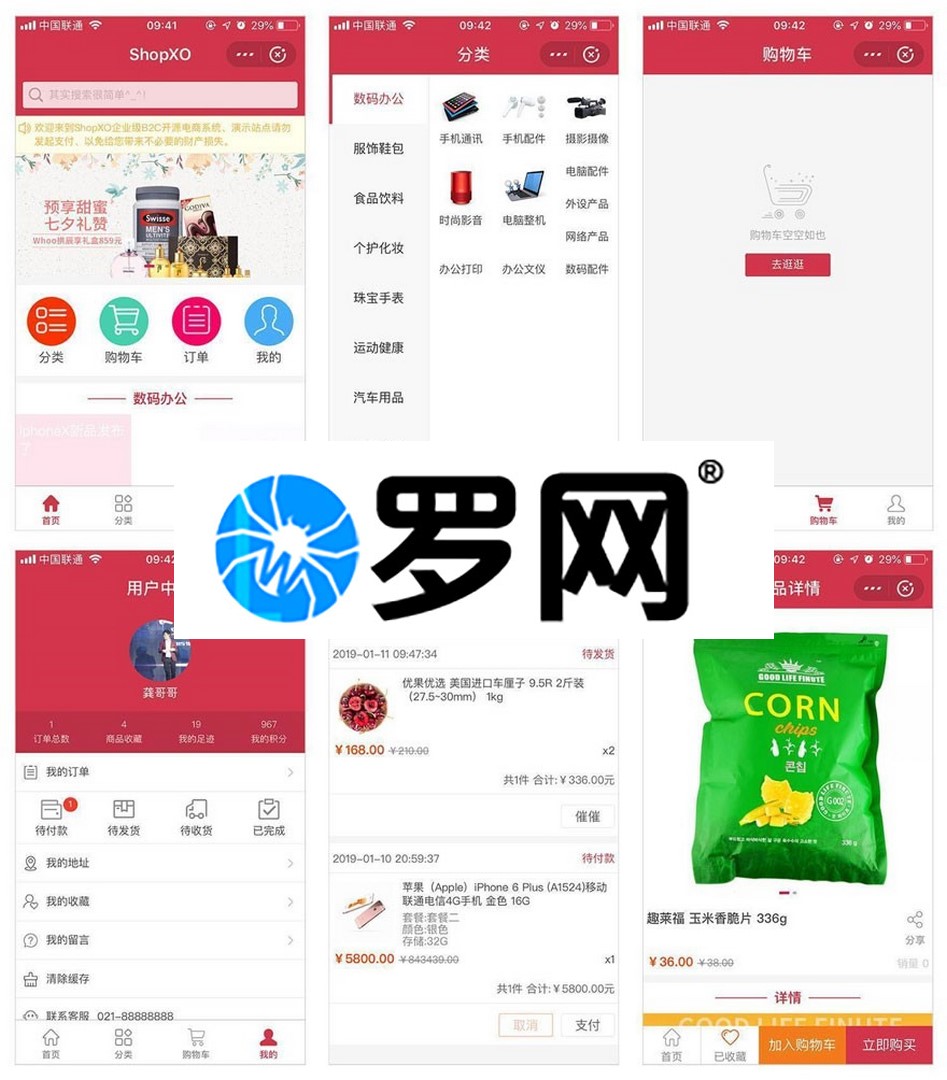 中国联通 09:41 29%
ShopXO
其实搜索很简单^_^!
欢迎来到ShopXO企业级B2C开源电商系统、演示站点请勿
发起支付、以免给您带来不必要的财产损失。
预享甜蜜
七夕礼赞
Whoo拱辰享礼盒859元
Swisse
MEN'S
ULTIVITE
GODIVA
分类 购物车 订单 我的
数码办公
iphoneX新品发布
了
首页 分类
中国联通 09:42 29%
分类
数码办公
服饰鞋包
食品饮料
个护化妆
珠宝手表
运动健康
汽车用品
手机通讯 手机配件 摄影摄像
电脑配件
时尚影音 电脑整机 外设产品
网络产品
办公打印 办公文仪 数码配件
中国联通 09:42 29%
购物车
购物车空空如也
去逛逛
购物车 我的
罗网®
中国联通 09:42
用户中
龚哥哥
1 4 19 967
订单总数 商品收藏 我的足迹 我的积分
我的订单
1
待付款 待发货 待收货 已完成
我的地址
我的收藏
我的留言
清除缓存
联系客服 021-88888888
首页 分类 购物车 我的
2019-01-11 09:47:34 待发货
优果优选 美国进口车厘子 9.5R 2斤装
（27.5~30mm） 1kg
￥168.00 ￥210.00 x2
共1件 合计:￥336.00元
催催
2019-01-10 20:59:37 待付款
苹果（Apple）iPhone 6 Plus (A1524)移动
联通电信4G手机 金色 16G
套餐:套餐二
颜色:银色
存储:32G
￥5800.00 ￥843439.00 x1
共1件 合计:￥5800.00元
取消 支付
09:42 29%
品详情
GOOD LIFE FINUTE
CORN
chips
콘칩
GOOD LIFE FINUTE
G 002
336 g
趣莱福 玉米香脆片 336g
分享
￥36.00 ￥38.00 销量 0
详情
GOOD LIFE FINUTE
首页 已收藏 加入购物车 立即购买